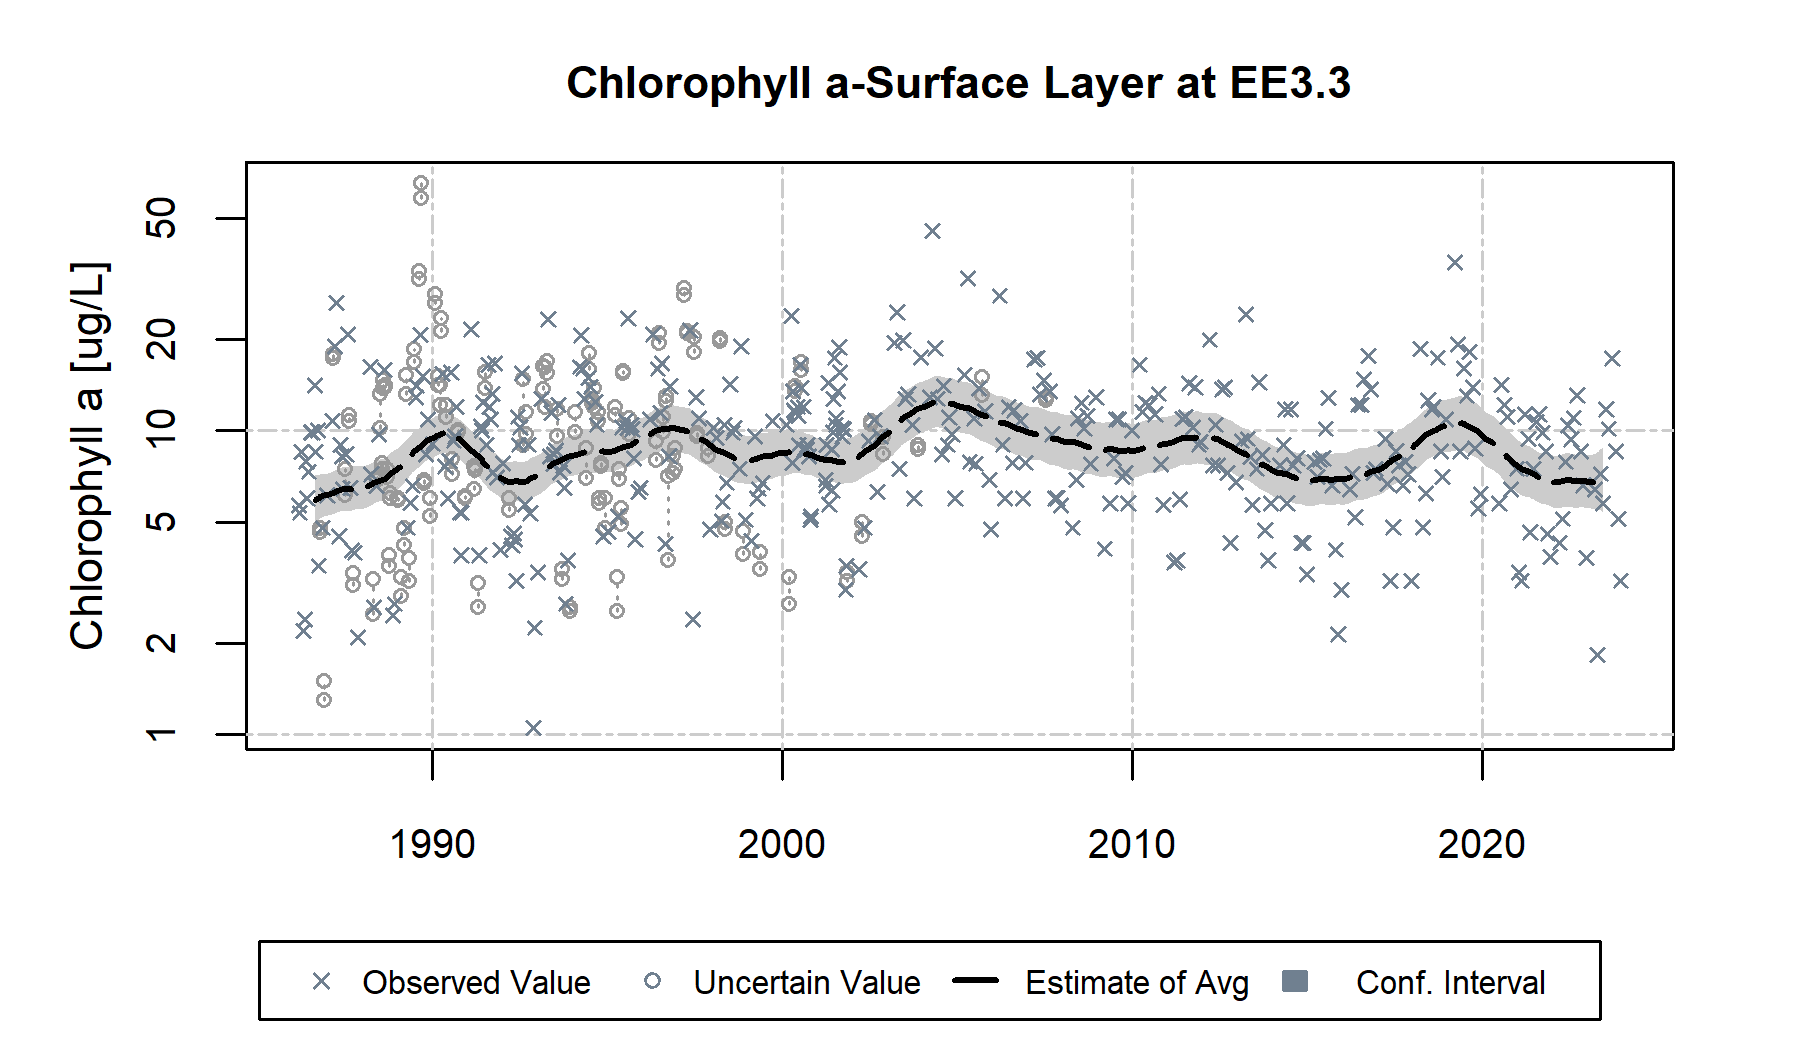 Chlorophyll a-Surface Layer at EE3.3
Chlorophyll a [ug/L]
50
20
10
5
2
1
1990 2000 2010 2020
Observed Value Uncertain Value Estimate of Avg Conf. Interval